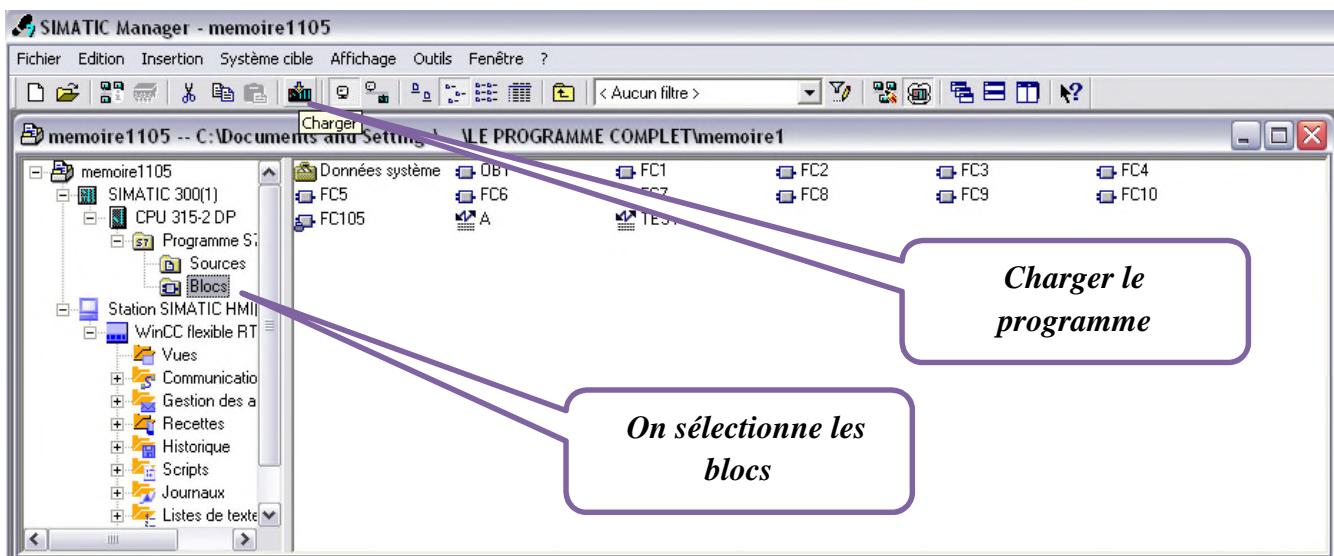 SIMATIC Manager - memoire1105
Fichier Edition Insertion Système cible Affichage Outils Fenêtre ?
< Aucun filtre >
Charger
memoire1105 -- C:\Documents and Setting \LE PROGRAMME COMPLET\memoire1
memoire1105
SIMATIC 300(1)
CPU 315-2 DP
Programme S7
Sources
Blocs
Station SIMATIC HMI
WinCC flexible RT
Vues
Communicatio
Gestion des a
Recettes
Historique
Scripts
Journaux
Listes de texte
Données système OB1 FC1 FC2 FC3 FC4
FC5 FC6 FC7 FC8 FC9 FC10
FC105 A TEST
Charger le
programme
On sélectionne les
blocs